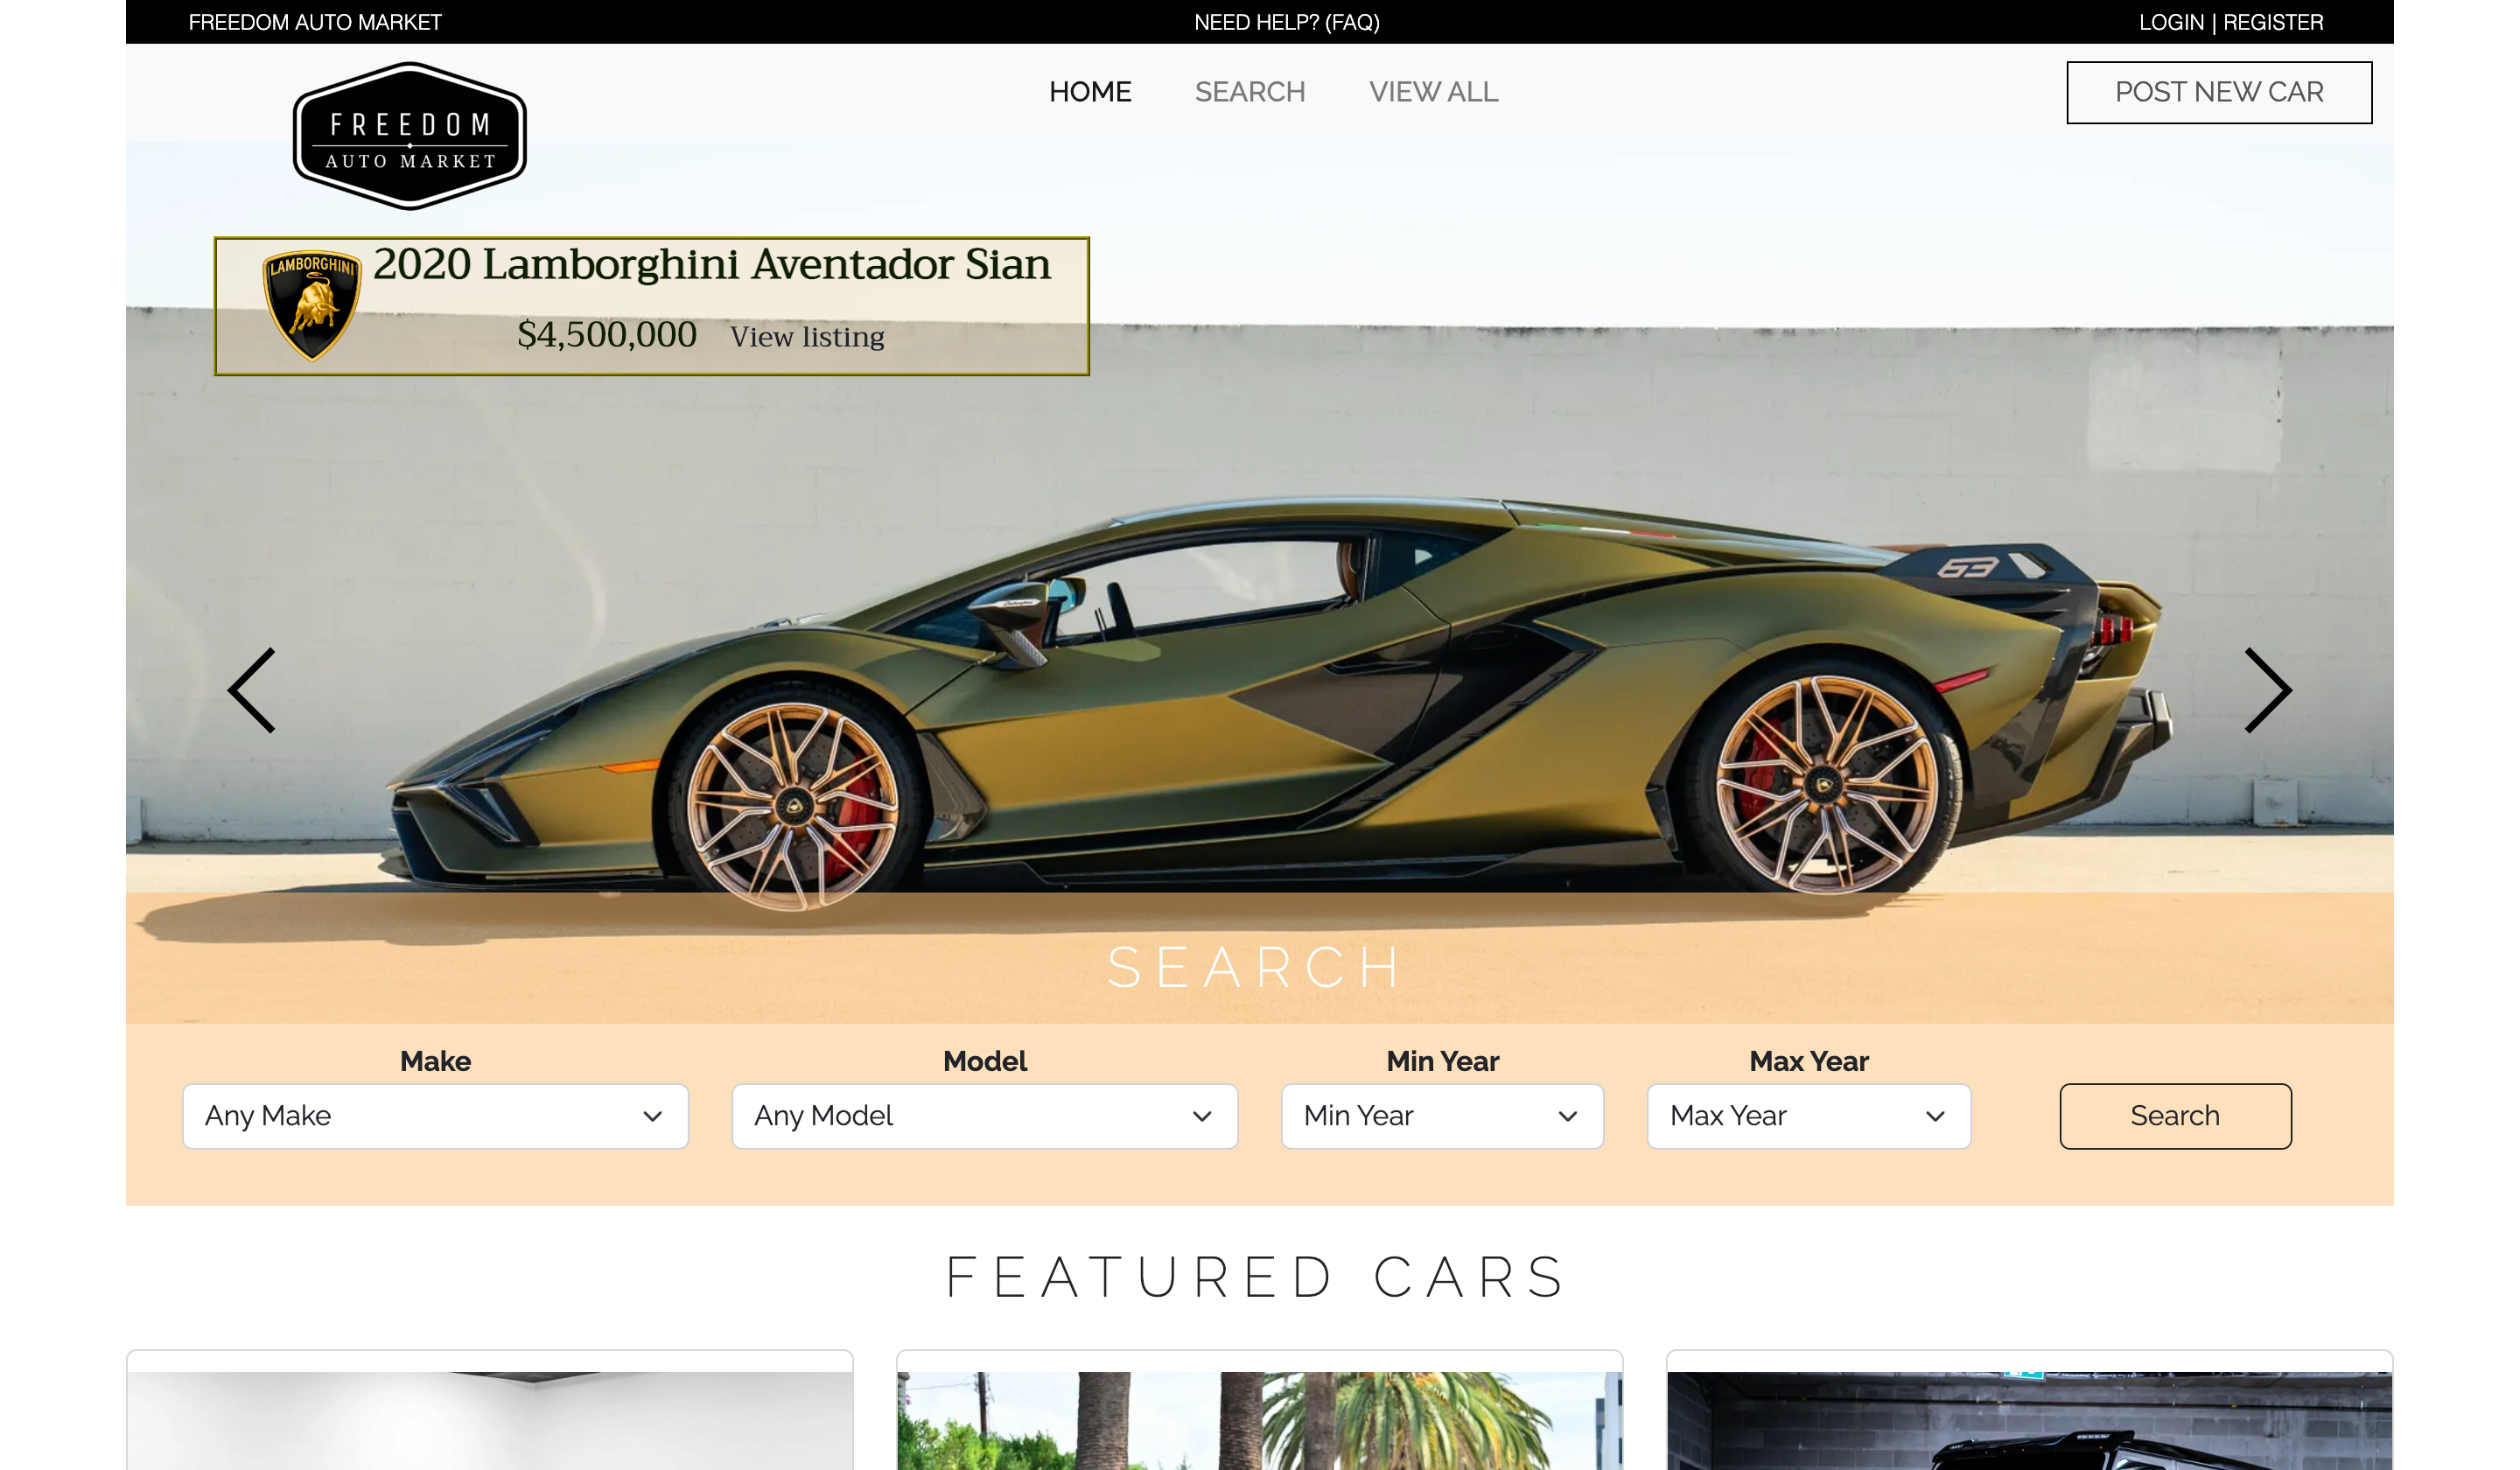 FREEDOM AUTO MARKET
NEED HELP? (FAQ)
LOGIN | REGISTER
FREEDOM
AUTO MARKET
HOME
SEARCH
VIEW ALL
POST NEW CAR
LAMBORGHINI
2020 Lamborghini Aventador Sian
$4,500,000 View listing
63
SEARCH
Make
Model
Min Year
Max Year
Any Make
Any Model
Min Year
Max Year
Search
FEATURED CARS